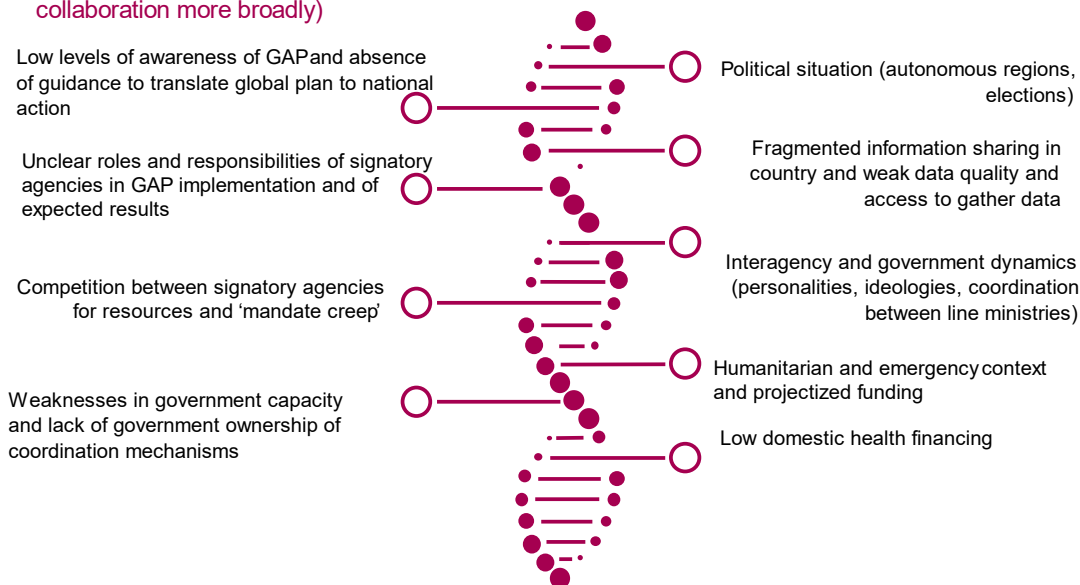 collaboration more broadly)
Low levels of awareness of GAPand absence
of guidance to translate global plan to national
action
Unclear roles and responsibilities of signatory
agencies in GAP implementation and of
expected results
Competition between signatory agencies
for resources and ‘mandate creep’
Weaknesses in government capacity
and lack of government ownership of
coordination mechanisms
Political situation (autonomous regions,
elections)
Fragmented information sharing in
country and weak data quality and
access to gather data
Interagency and government dynamics
(personalities, ideologies, coordination
between line ministries)
Humanitarian and emergency context
and projectized funding
Low domestic health financing